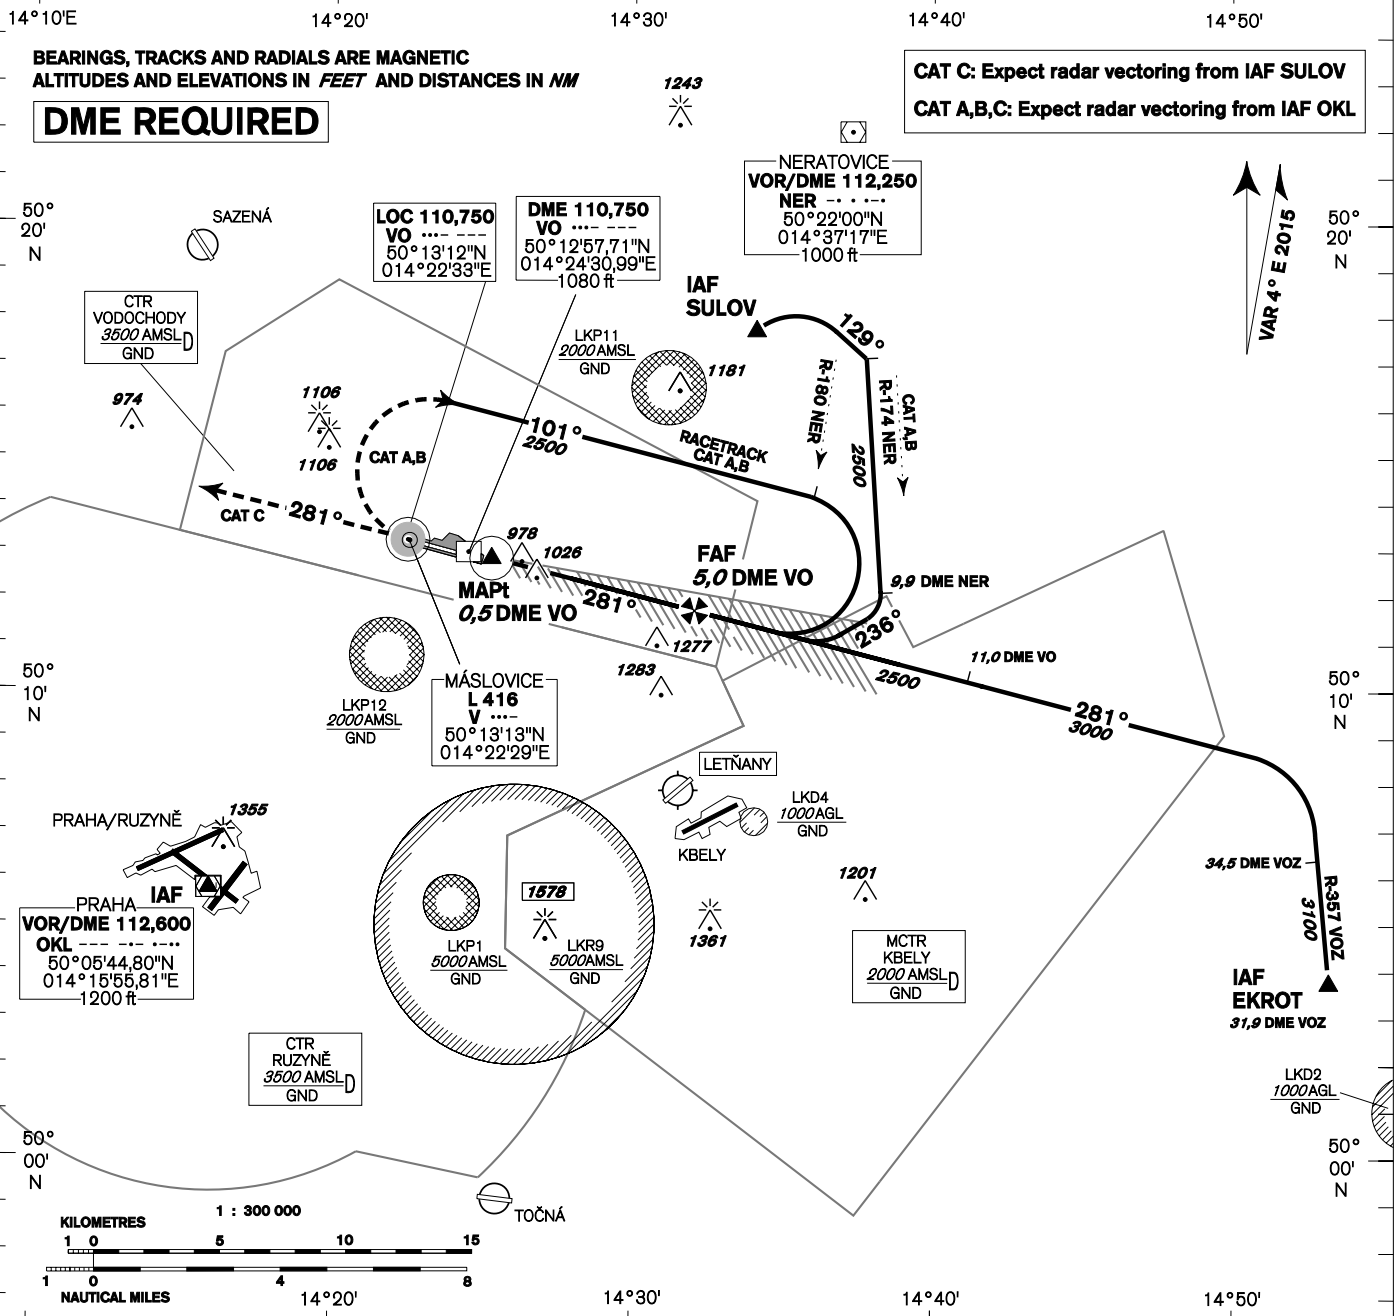 14°10'E
14°20'
14°30'
14°40'
14°50'
BEARINGS, TRACKS AND RADIALS ARE MAGNETIC
ALTITUDES AND ELEVATIONS IN FEET AND DISTANCES IN NM
DME REQUIRED
CAT C: Expect radar vectoring from IAF SULOV
CAT A,B,C: Expect radar vectoring from IAF OKL
1243
NERATOVICE
VOR/DME 112,250
NER
50°22'00"N
014°37'17"E
1000 ft
VAR 4° E 2015
50°
20'
N
50°
20'
N
SAZENÁ
LOC 110,750
VO
50°13'12"N
014°22'33"E
DME 110,750
VO
50°12'57,71"N
014°24'30,99"E
1080 ft
IAF
SULOV
129°
CTR
VODOCHODY
3500 AMSL
GND
D
LKP11
2000 AMSL
GND
1181
R-180 NER
R-174 NER
CAT A,B
2500
974
1106
1106
CAT A,B
101°
2500
RACETRACK
CAT A,B
CAT C
281°
978
1026
FAF
5,0 DME VO
9,9 DME NER
MAPt
0,5 DME VO
281°
236°
1277
1283
2500
11,0 DME VO
281°
3000
50°
10'
N
50°
10'
N
LKP12
2000 AMSL
GND
MÁSLOVICE
L 416
V
50°13'13"N
014°22'29"E
LETŇANY
LKD4
1000 AGL
GND
KBELY
PRAHA/RUZYNĚ
1355
IAF
PRAHA
VOR/DME 112,600
OKL
50°05'44,80"N
014°15'55,81"E
1200 ft
1578
LKP1
5000 AMSL
GND
LKR9
5000 AMSL
GND
1361
1201
MCTR
KBELY
2000 AMSL
GND
D
34,5 DME VOZ
R-357 VOZ
3100
IAF
EKROT
31,9 DME VOZ
CTR
RUZYNĚ
3500 AMSL
GND
D
LKD2
1000 AGL
GND
50°
00'
N
50°
00'
N
TOČNÁ
1 : 300 000
KILOMETRES
1 0 5 10 15
1 0 4 8
NAUTICAL MILES
14°20'
14°30'
14°40'
14°50'